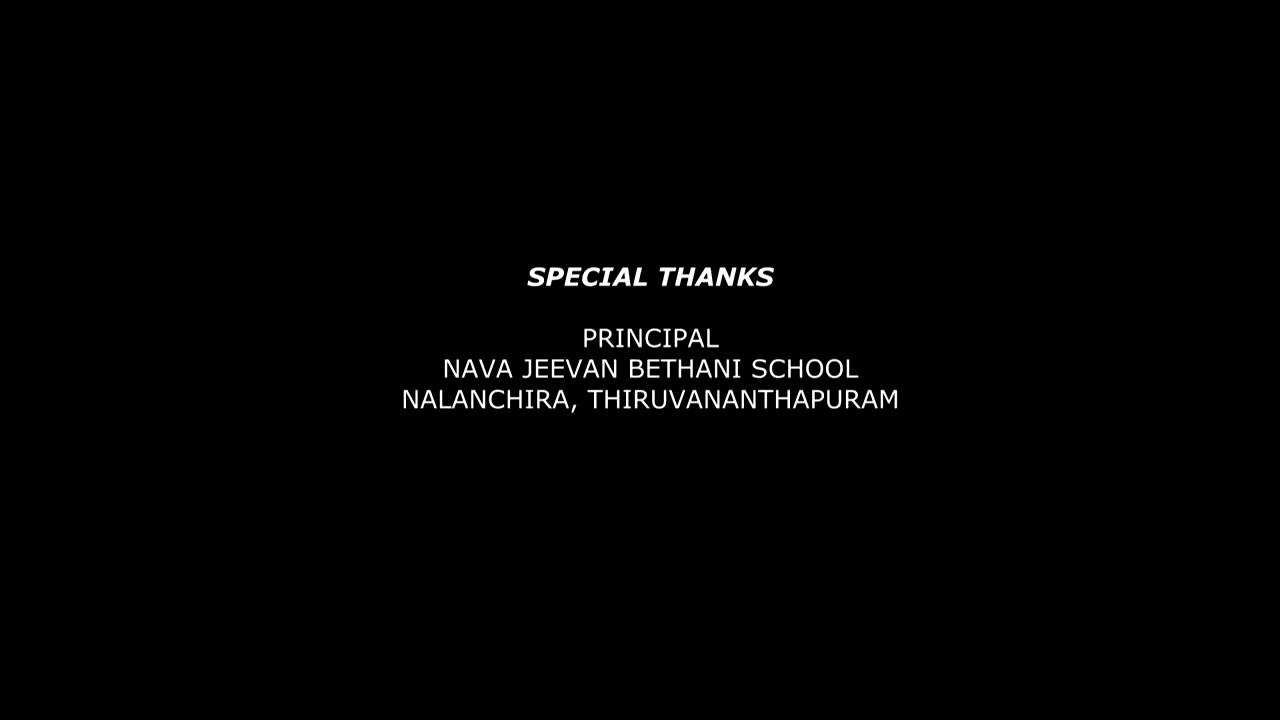 SPECIAL THANKS
PRINCIPAL
NAVA JEEVAN BETHANI SCHOOL
NALANCHIRA, THIRUVANANTHAPURAM